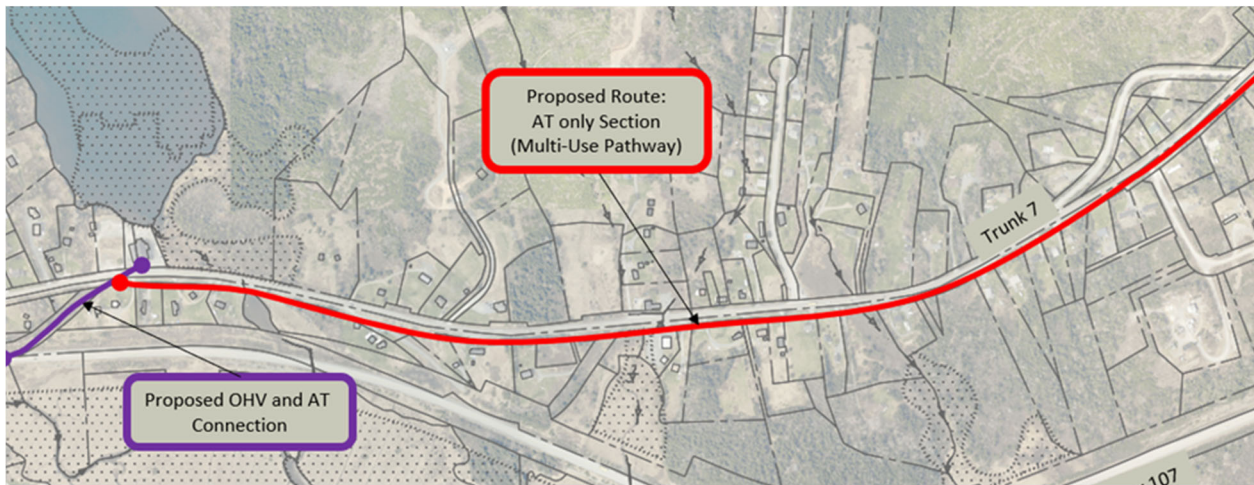 Proposed Route:
AT only Section
(Multi-Use Pathway)
Trunk 7
Proposed OHV and AT
Connection
107